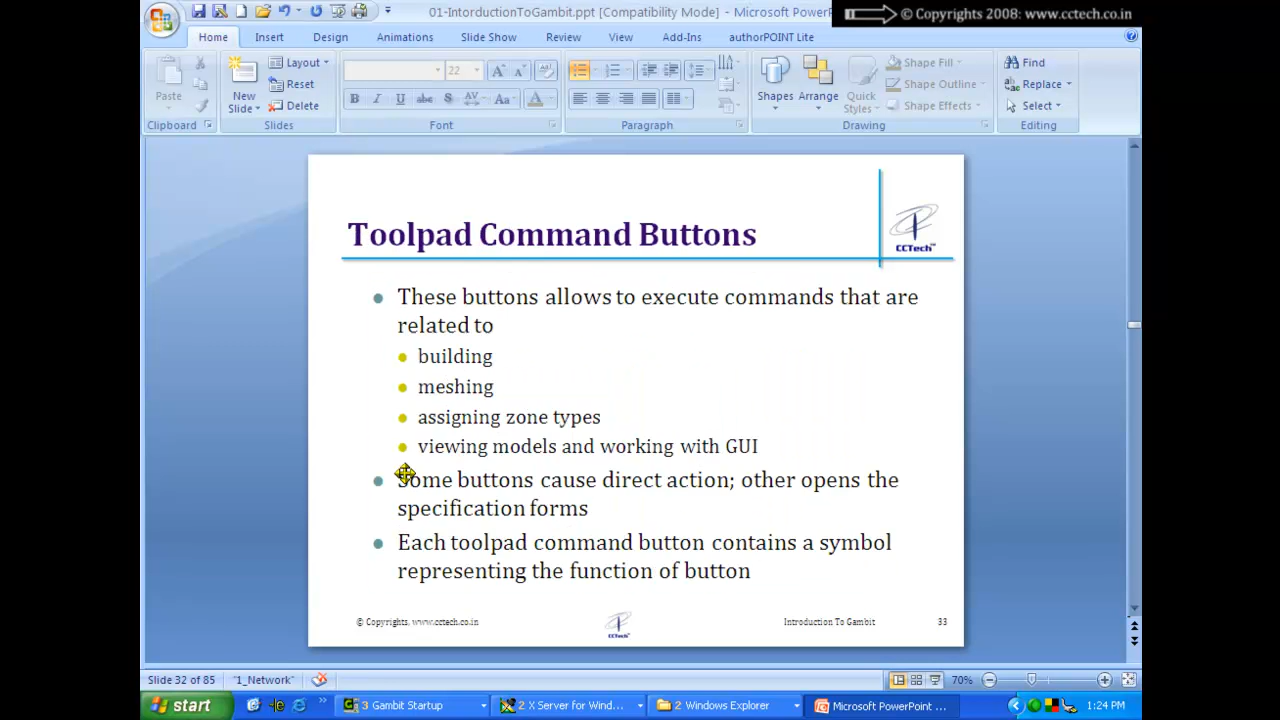 01-IntorductionToGambit.ppt [Compatibility Mode] - Microsoft PowerP
© Copyrights 2008: www.cctech.co.in
Home Insert Design Animations Slide Show Review View Add-Ins authorPOINT Lite
Paste
New Slide
Layout
Reset
Delete
22
B I U abc S AV Aa A
Shapes Arrange Quick Styles
Shape Fill
Shape Outline
Shape Effects
Find
Replace
Select
Clipboard Slides Font Paragraph Drawing Editing
Toolpad Command Buttons
CCTech™
These buttons allows to execute commands that are
related to
building
meshing
assigning zone types
viewing models and working with GUI
Some buttons cause direct action; other opens the
specification forms
Each toolpad command button contains a symbol
representing the function of button
© Copyrights, www.cctech.co.in CCTech Introduction To Gambit 33
Slide 32 of 85 "1_Network" 70%
start 3 Gambit Startup 2 X Server for Wind... 2 Windows Explorer Microsoft PowerPoint ... 1:24 PM